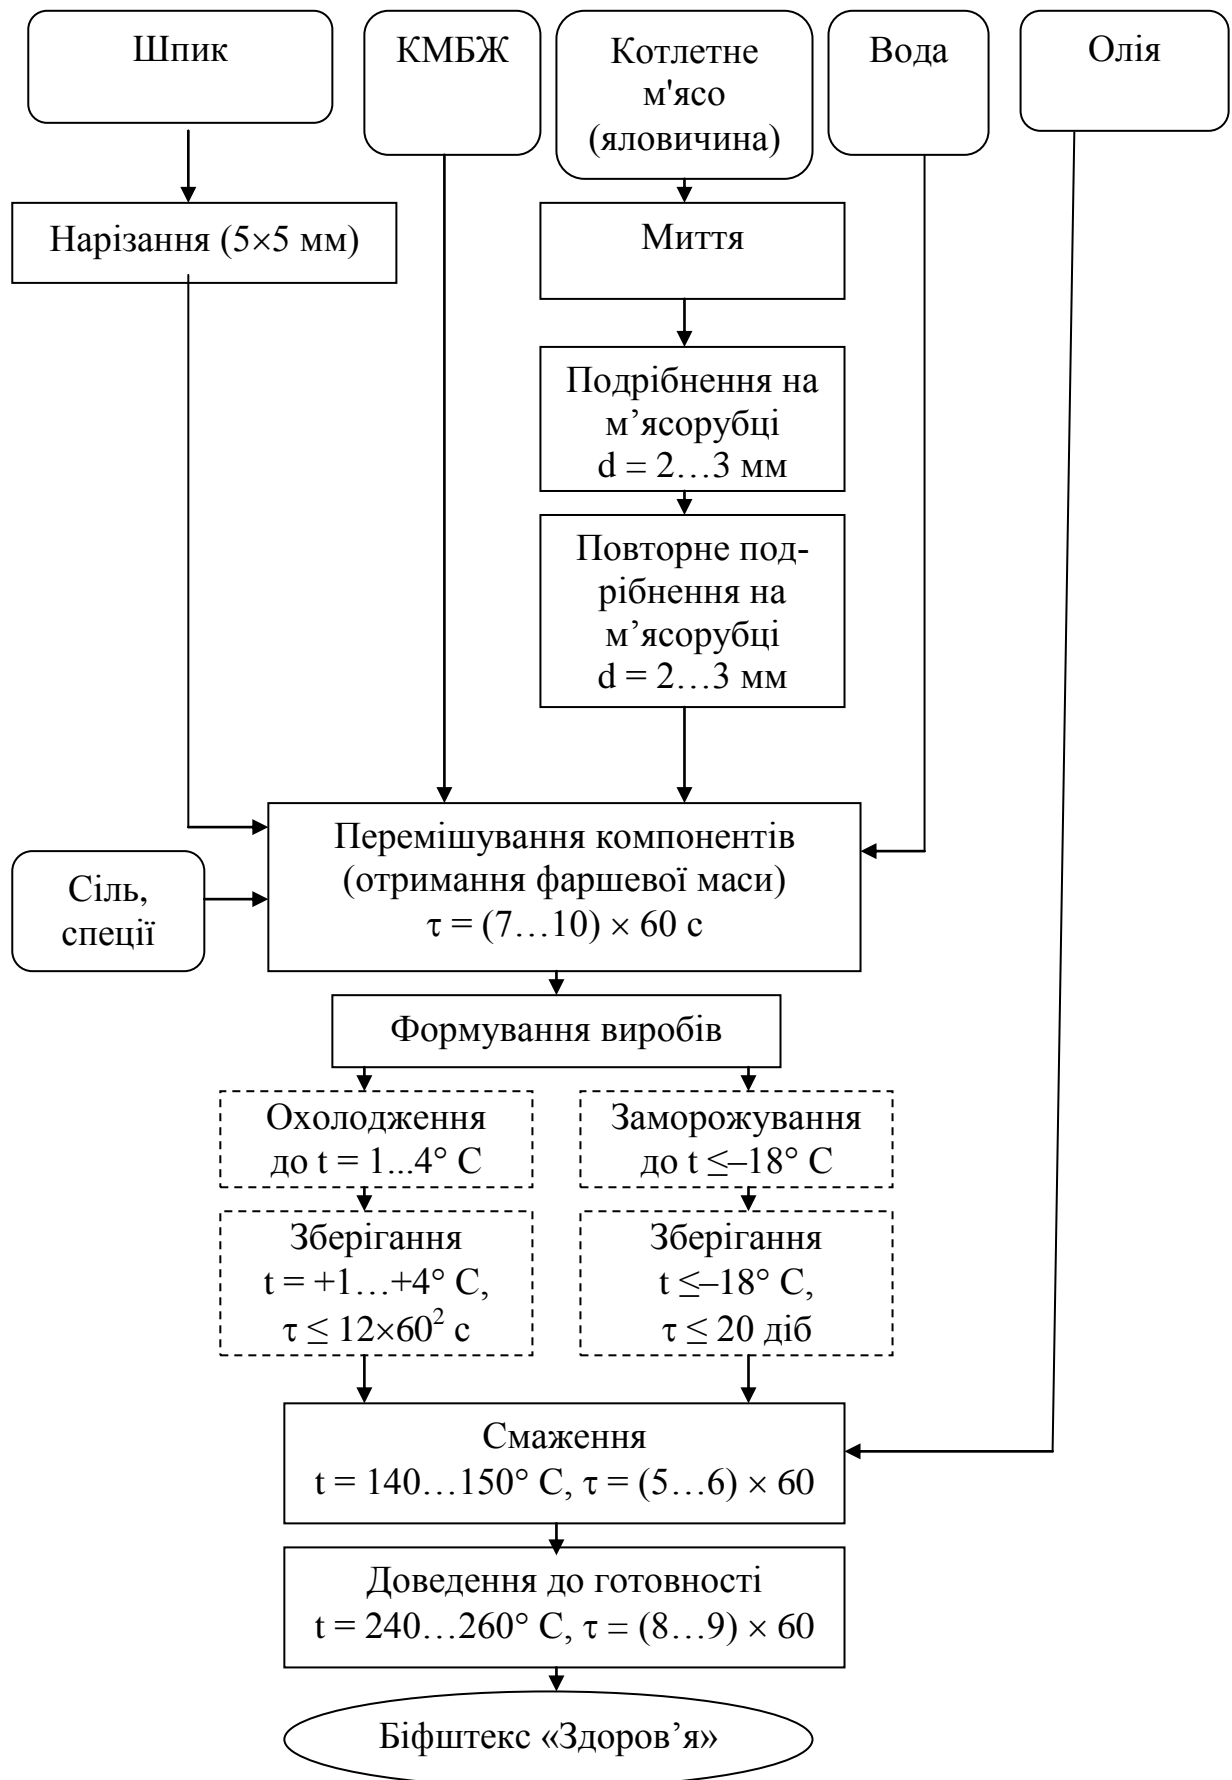 Шпик
КМБЖ
Котлетне
м'ясо
(яловичина)
Вода
Олія
Нарізання (5×5 мм)
Миття
Подрібнення на
м’ясорубці
d = 2…3 мм
Повторне под-
рібнення на
м’ясорубці
d = 2…3 мм
Перемішування компонентів
(отримання фаршевої маси)
τ = (7…10) × 60 с
Сіль,
спеції
Формування виробів
Охолодження
до t = 1...4° С
Заморожування
до t ≤–18° С
Зберігання
t = +1…+4° С,
τ ≤ 12×60² с
Зберігання
t ≤–18° С,
τ ≤ 20 діб
Смаження
t = 140…150° С, τ = (5…6) × 60
Доведення до готовності
t = 240…260° С, τ = (8…9) × 60
Біфштекс «Здоров’я»